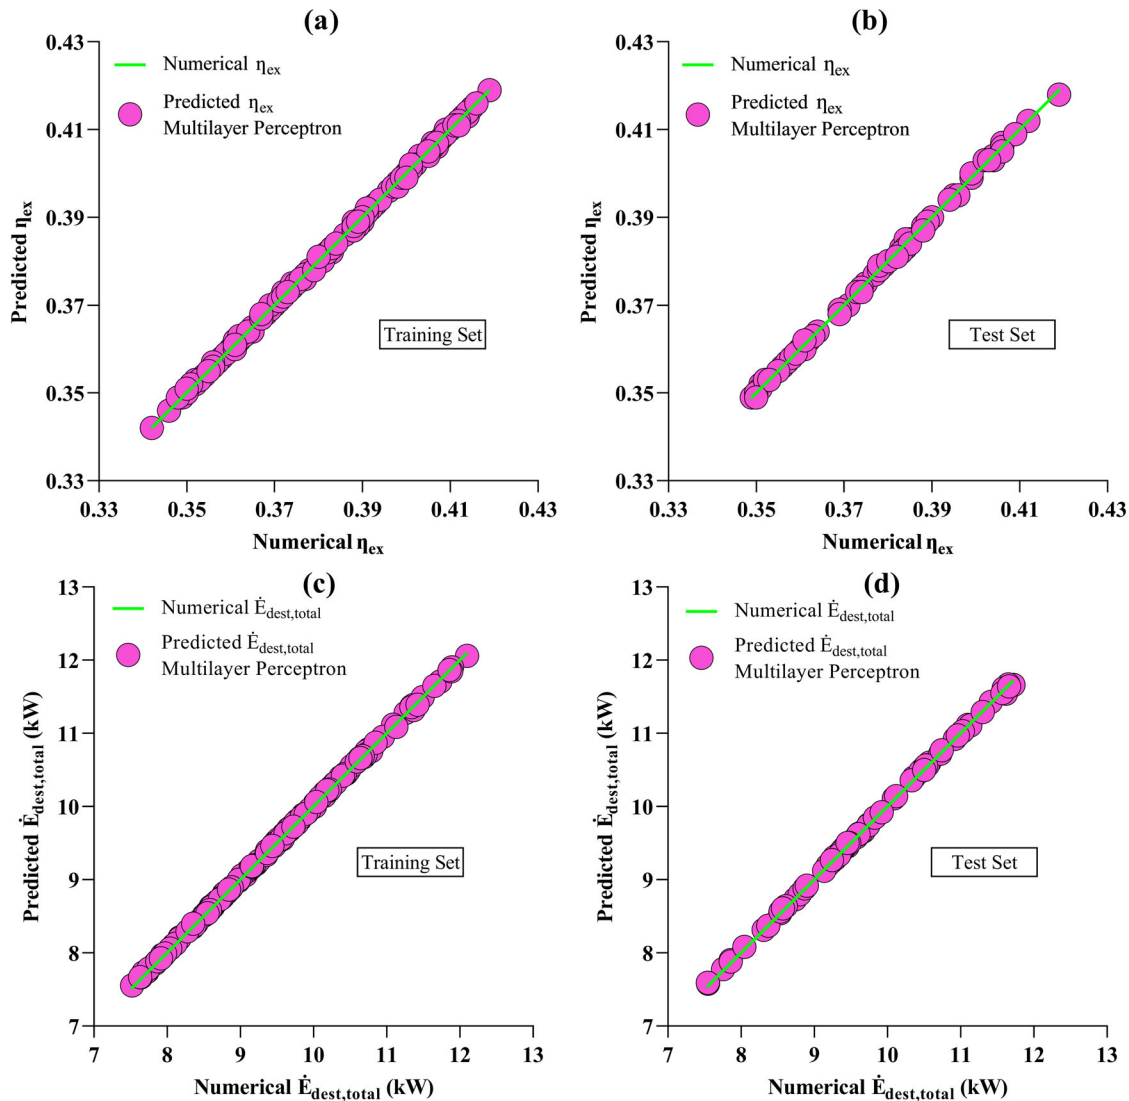 (a)
0.43
0.41
0.39
0.37
0.35
0.33
Predicted ηex
Numerical ηex
Predicted ηex
Multilayer Perceptron
Training Set
0.33 0.35 0.37 0.39 0.41 0.43
Numerical ηex
(b)
0.43
0.41
0.39
0.37
0.35
0.33
Predicted ηex
Numerical ηex
Predicted ηex
Multilayer Perceptron
Test Set
0.33 0.35 0.37 0.39 0.41 0.43
Numerical ηex
(c)
13
12
11
10
9
8
7
Predicted Ėdest,total (kW)
Numerical Ėdest,total
Predicted Ėdest,total
Multilayer Perceptron
Training Set
7 8 9 10 11 12 13
Numerical Ėdest,total (kW)
(d)
13
12
11
10
9
8
7
Predicted Ėdest,total (kW)
Numerical Ėdest,total
Predicted Ėdest,total
Multilayer Perceptron
Test Set
7 8 9 10 11 12 13
Numerical Ėdest,total (kW)